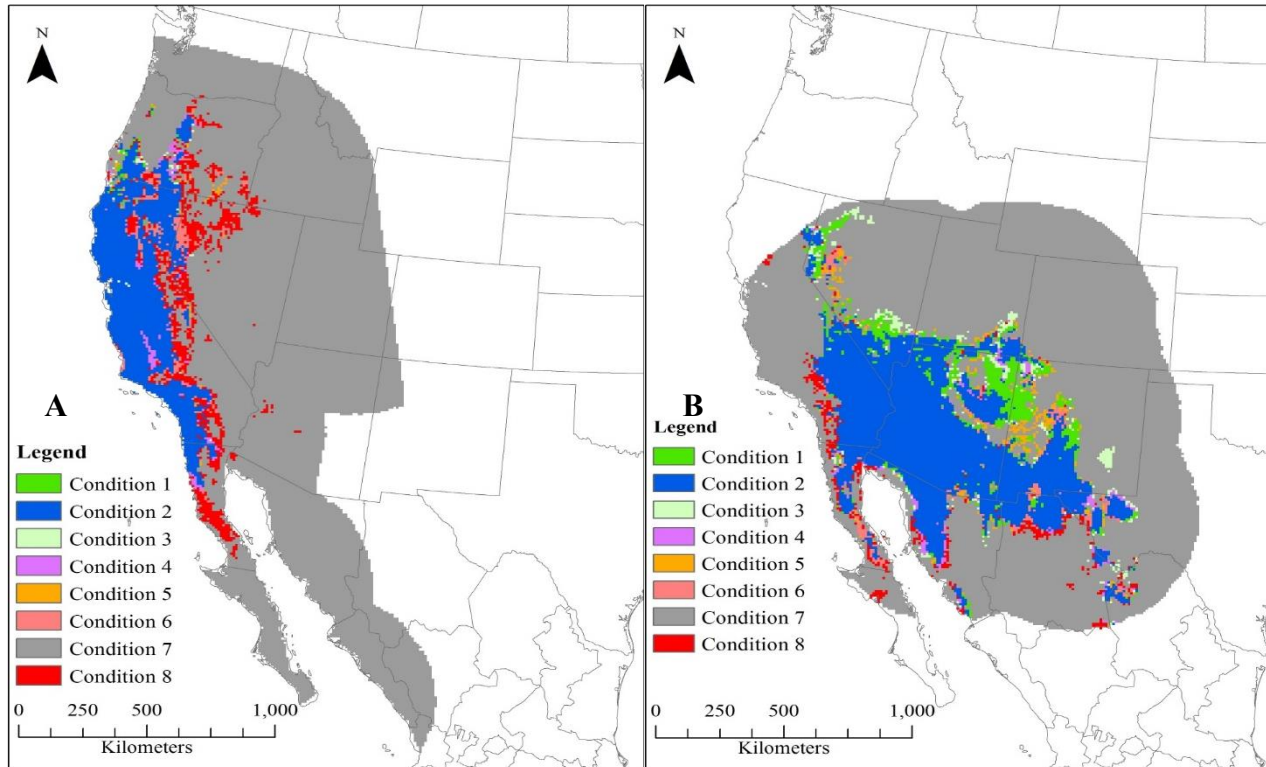 N
A
Legend
Condition 1
Condition 2
Condition 3
Condition 4
Condition 5
Condition 6
Condition 7
Condition 8
0 250 500 1,000
Kilometers
N
B
Legend
Condition 1
Condition 2
Condition 3
Condition 4
Condition 5
Condition 6
Condition 7
Condition 8
0 250 500 1,000
Kilometers